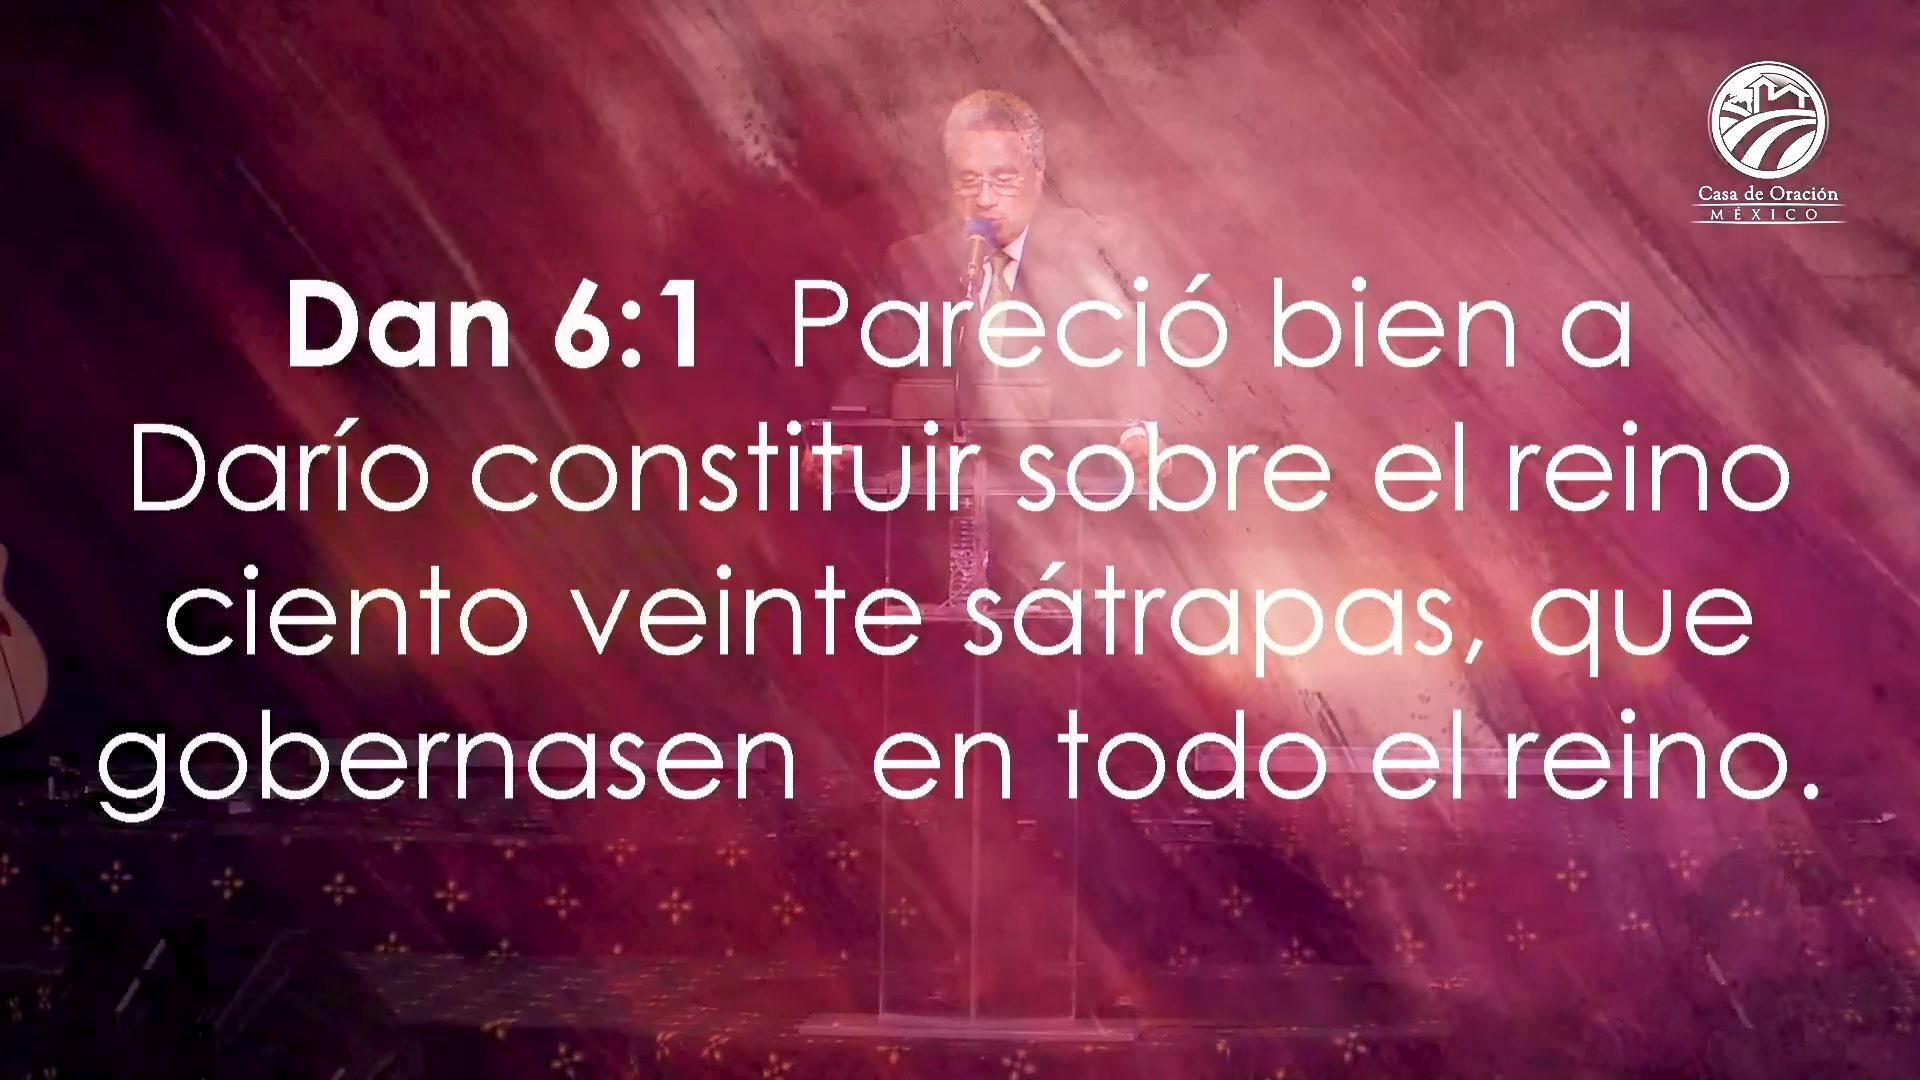 Casa de Oración
MÉXICO
Dan 6:1 Pareció bien a
Darío constituir sobre el reino
ciento veinte sátrapas, que
gobernasen en todo el reino.